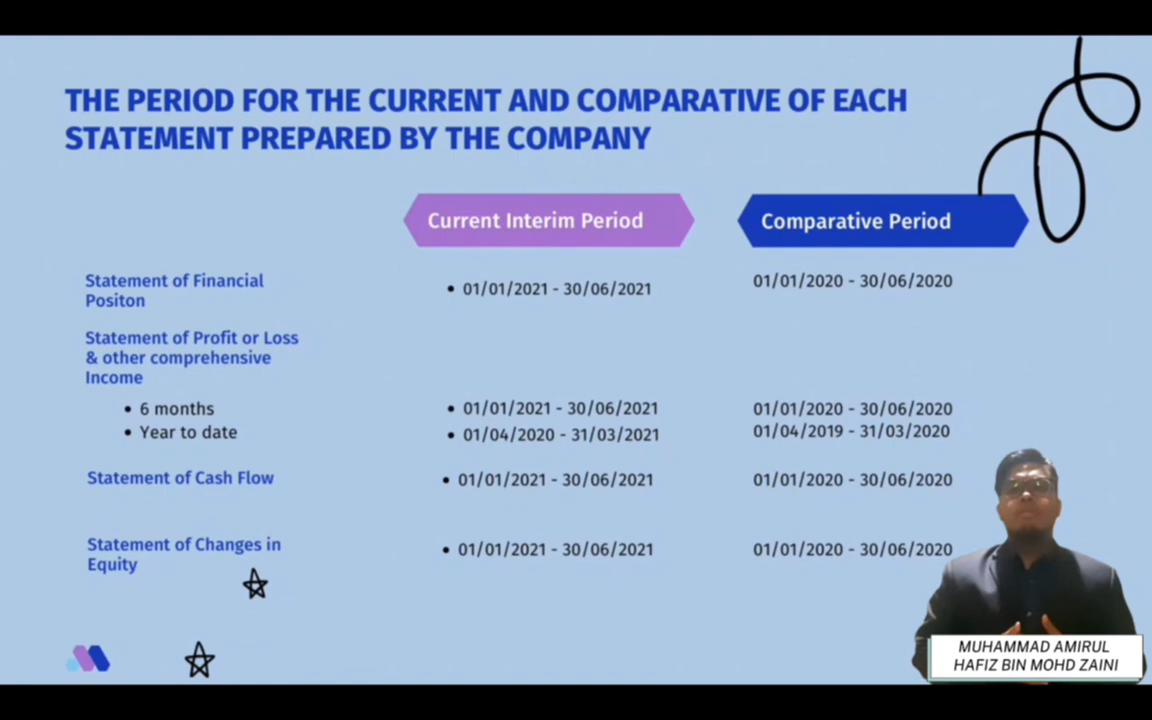 THE PERIOD FOR THE CURRENT AND COMPARATIVE OF EACH
STATEMENT PREPARED BY THE COMPANY
Current Interim Period
Comparative Period
Statement of Financial
Positon
• 01/01/2021 - 30/06/2021
01/01/2020 - 30/06/2020
Statement of Profit or Loss
& other comprehensive
Income
• 6 months
• 01/01/2021 - 30/06/2021
01/01/2020 - 30/06/2020
• Year to date
• 01/04/2020 - 31/03/2021
01/04/2019 - 31/03/2020
Statement of Cash Flow
• 01/01/2021 - 30/06/2021
01/01/2020 - 30/06/2020
Statement of Changes in
Equity
• 01/01/2021 - 30/06/2021
01/01/2020 - 30/06/2020
MUHAMMAD AMIRUL
HAFIZ BIN MOHD ZAINI